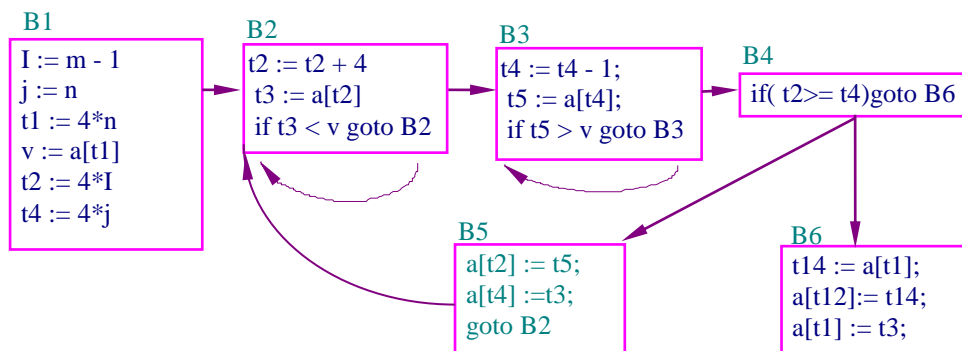 B1
I := m - 1
j := n
t1 := 4*n
v := a[t1]
t2 := 4*I
t4 := 4*j
B2
t2 := t2 + 4
t3 := a[t2]
if t3 < v goto B2
B3
t4 := t4 - 1;
t5 := a[t4];
if t5 > v goto B3
B4
if( t2>= t4)goto B6
B5
a[t2] := t5;
a[t4] :=t3;
goto B2
B6
t14 := a[t1];
a[t12]:= t14;
a[t1] := t3;